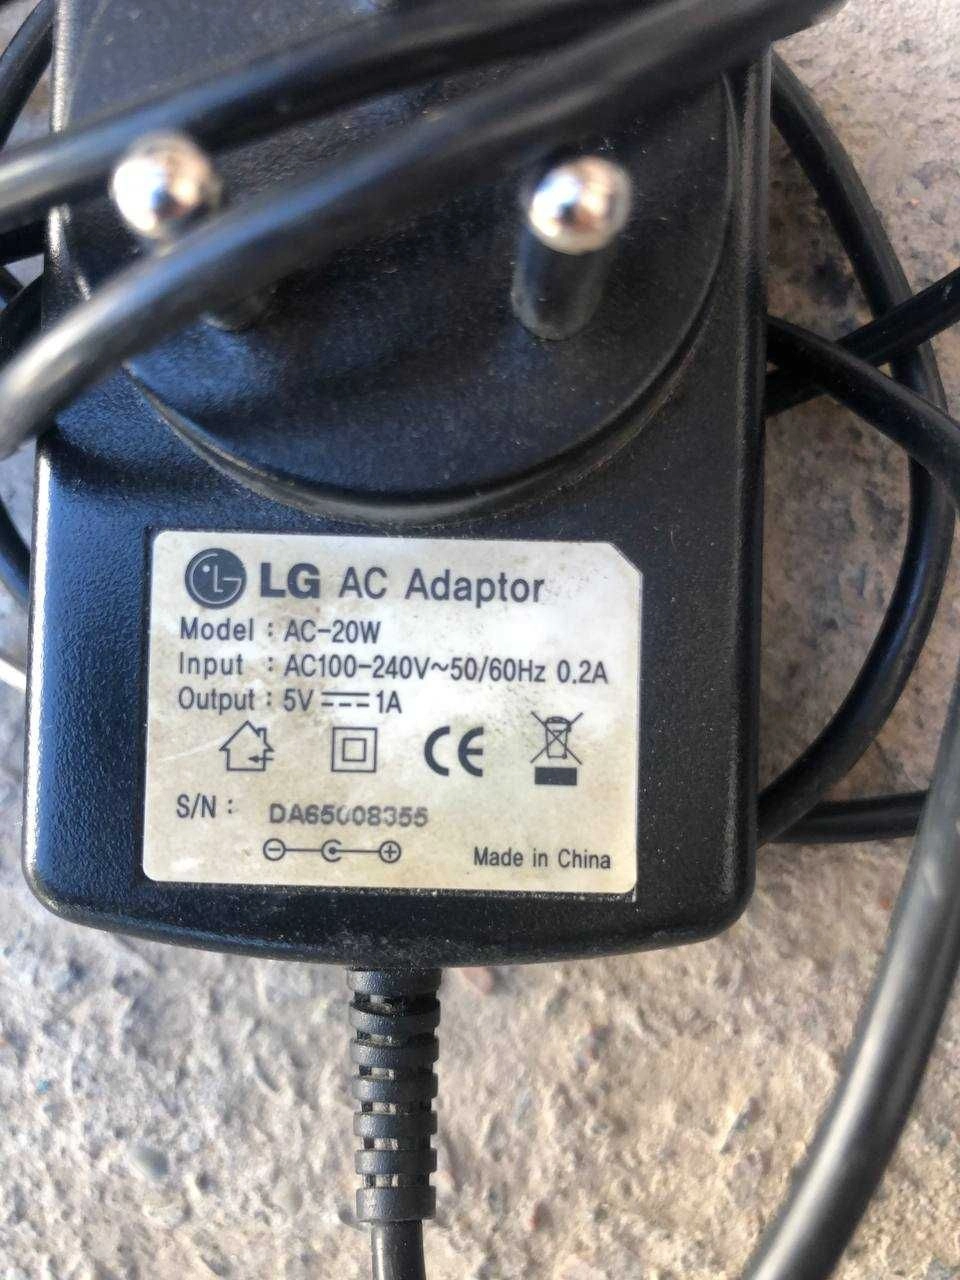 LG AC Adaptor
Model : AC-20W
Input : AC100-240V~50/60Hz 0.2A
Output : 5V⎓1A
CE
S/N : DA65008355
Made in China